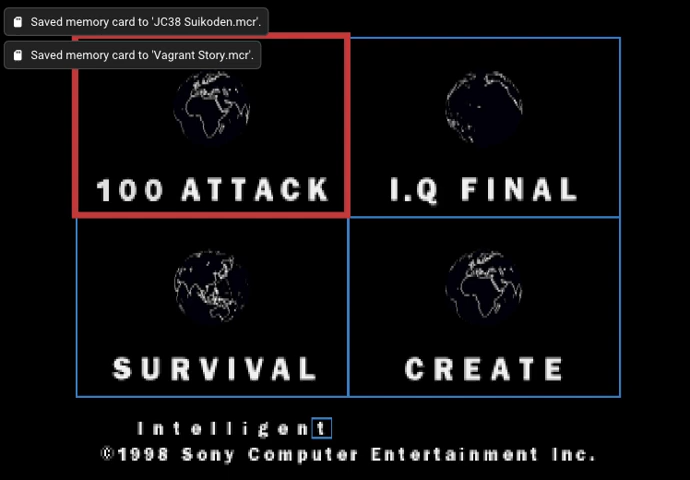 Saved memory card to 'JC38 Suikoden.mcr'.
Saved memory card to 'Vagrant Story.mcr'.
100 ATTACK
I.Q FINAL
SURVIVAL
CREATE
Intelligent
©1998 Sony Computer Entertainment Inc.